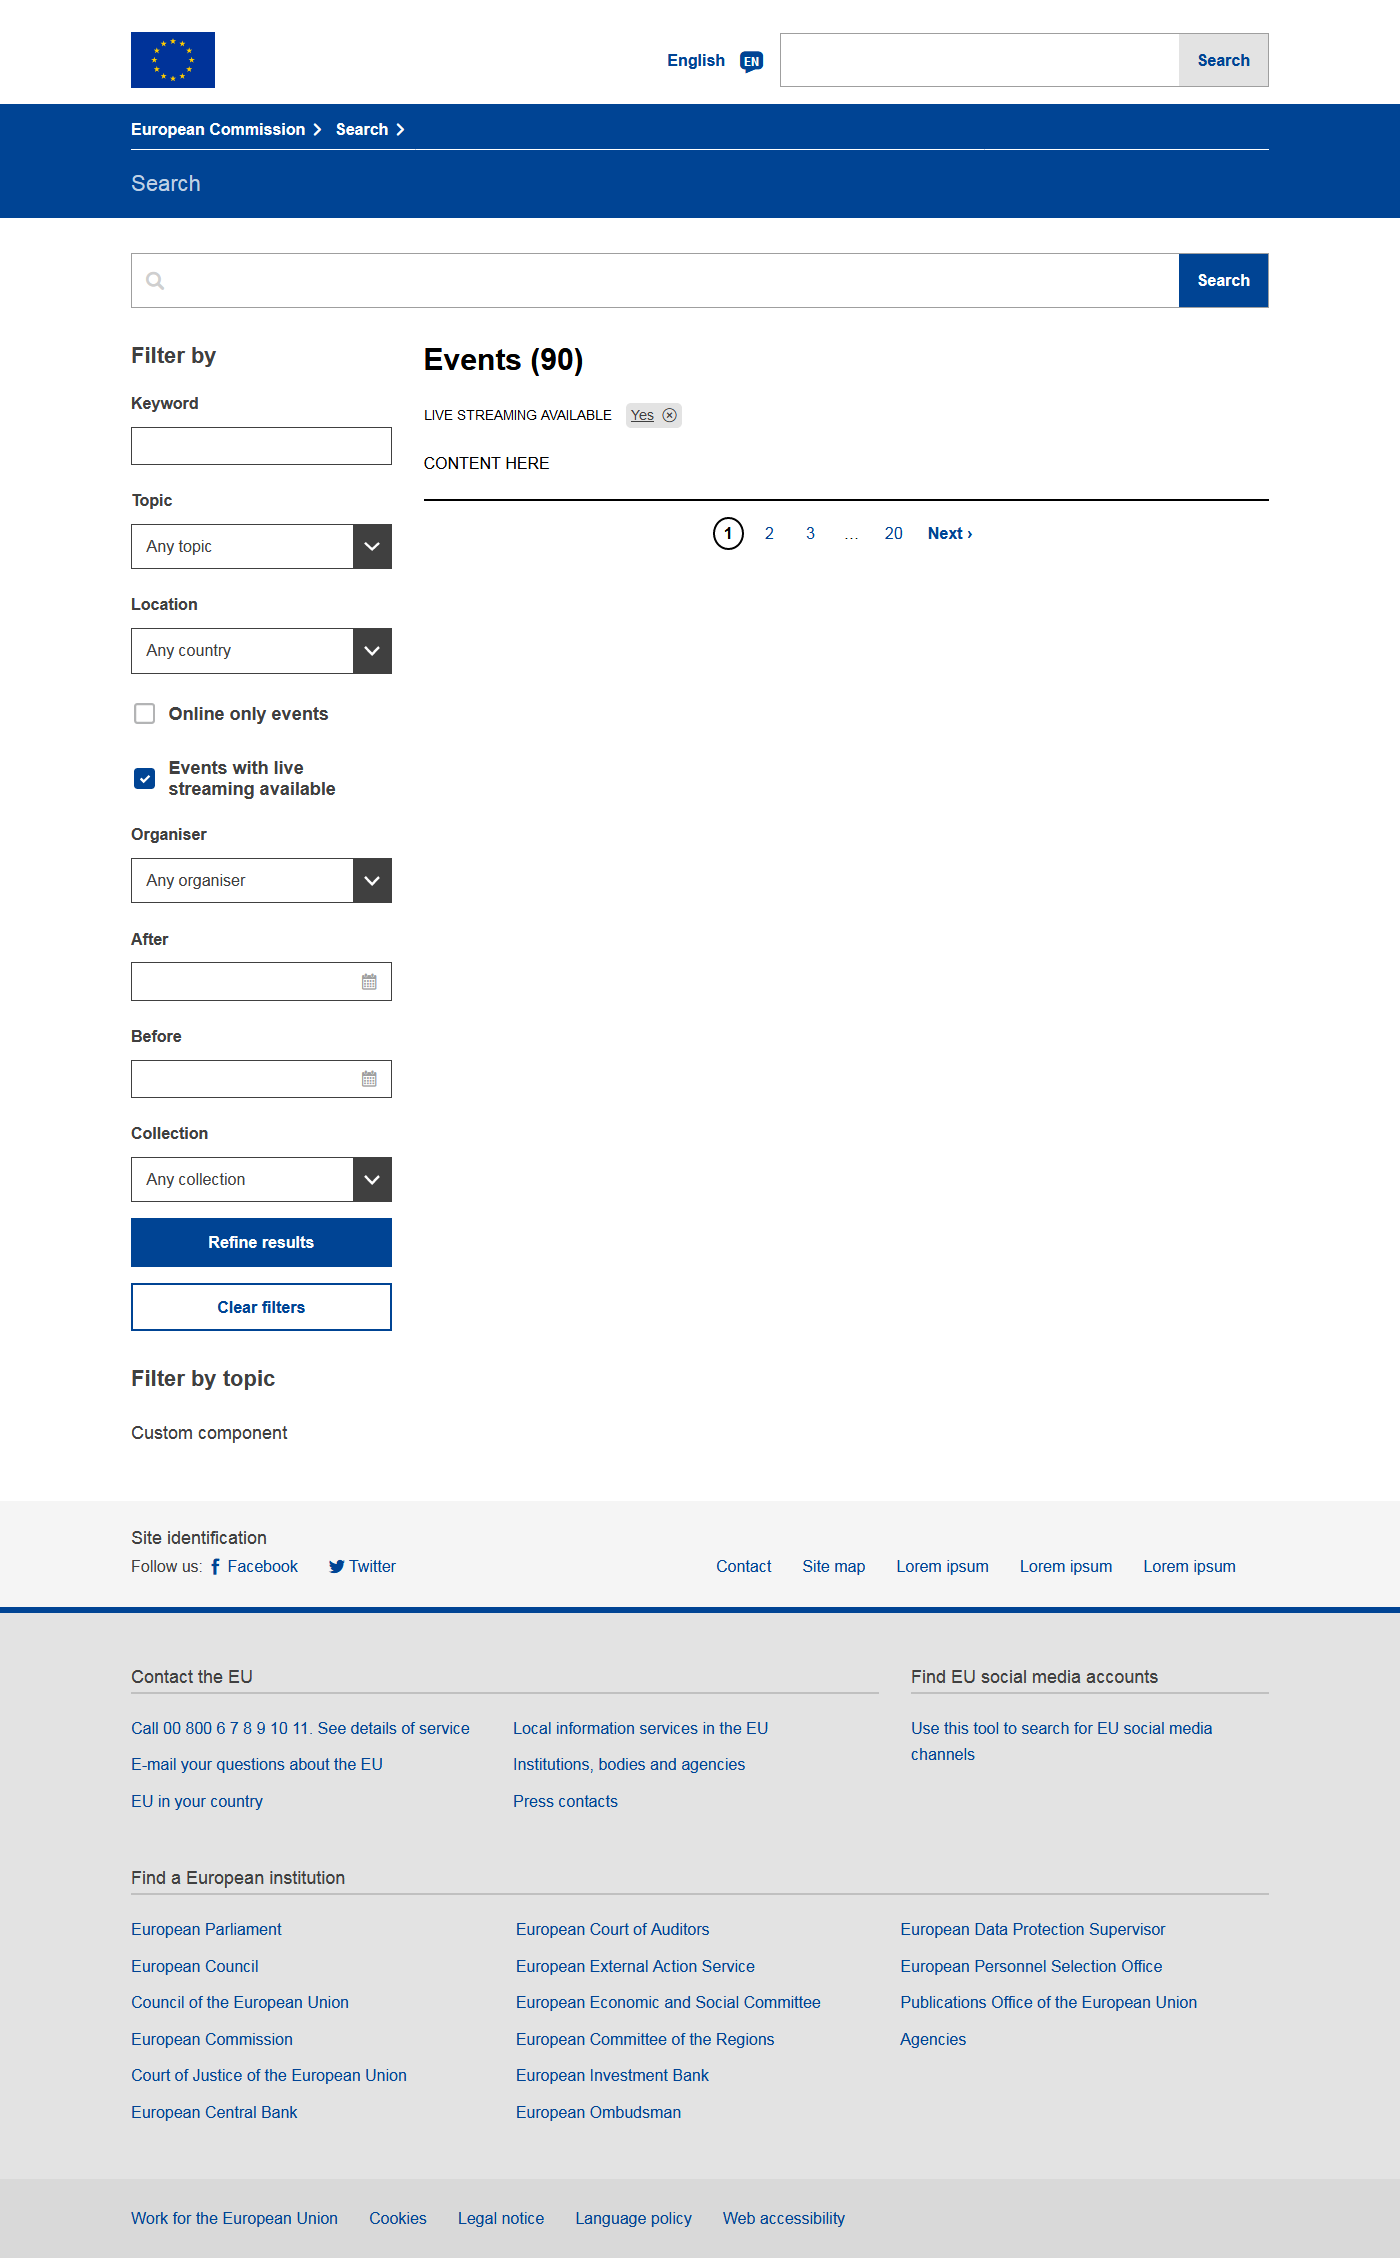 English EN Search
European Commission Search
Search
Search
Filter by
Keyword
Topic
Any topic
Location
Any country
Online only events
Events with live
streaming available
Organiser
Any organiser
After
Before
Collection
Any collection
Refine results
Clear filters
Filter by topic
Custom component
Events (90)
LIVE STREAMING AVAILABLE Yes
CONTENT HERE
1 2 3 ... 20 Next ›
Site identification
Follow us: Facebook Twitter
Contact Site map Lorem ipsum Lorem ipsum Lorem ipsum
Contact the EU
Call 00 800 6 7 8 9 10 11. See details of service
E-mail your questions about the EU
EU in your country
Local information services in the EU
Institutions, bodies and agencies
Press contacts
Find EU social media accounts
Use this tool to search for EU social media
channels
Find a European institution
European Parliament
European Council
Council of the European Union
European Commission
Court of Justice of the European Union
European Central Bank
European Court of Auditors
European External Action Service
European Economic and Social Committee
European Committee of the Regions
European Investment Bank
European Ombudsman
European Data Protection Supervisor
European Personnel Selection Office
Publications Office of the European Union
Agencies
Work for the European Union Cookies Legal notice Language policy Web accessibility